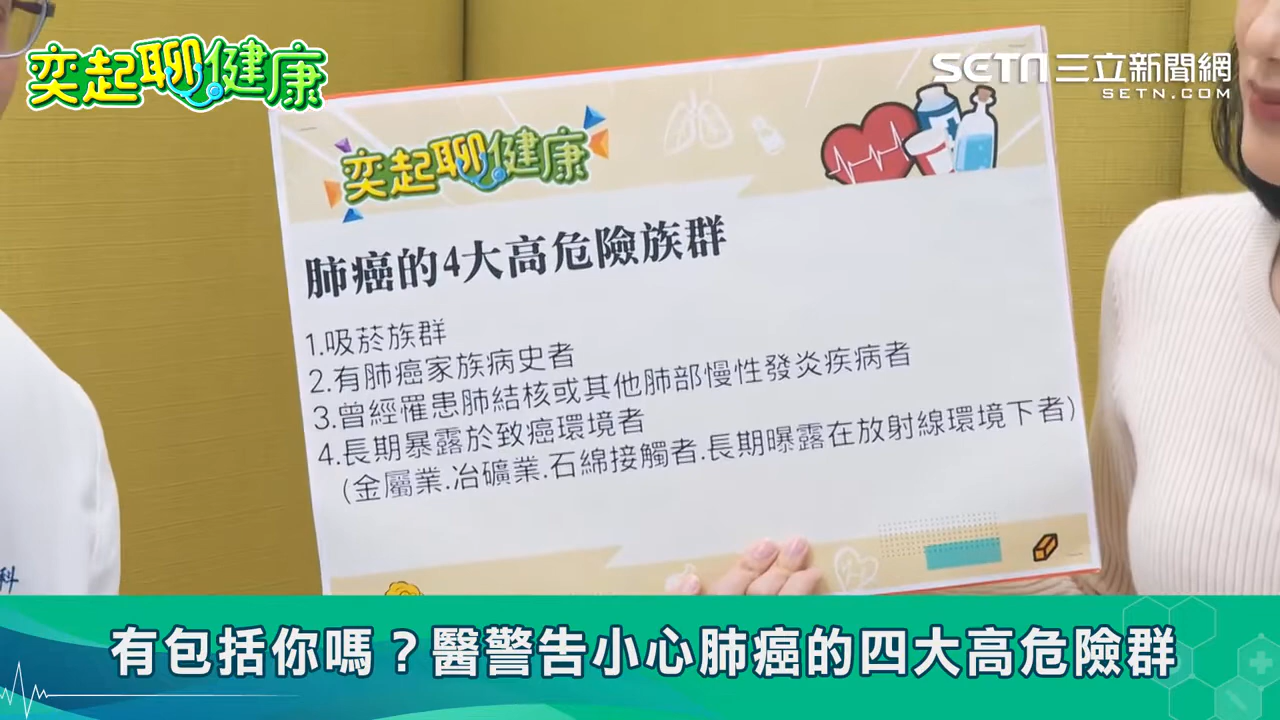 奕起聊健康
SETN三立新聞網
SETN.COM
奕起聊健康
肺癌的4大高危險族群
1.吸菸族群
2.有肺癌家族病史者
3.曾經罹患肺結核或其他肺部慢性發炎疾病者
4.長期暴露於致癌環境者
(金屬業.冶礦業.石綿接觸者.長期曝露在放射線環境下者)
科
有包括你嗎？醫警告小心肺癌的四大高危險群